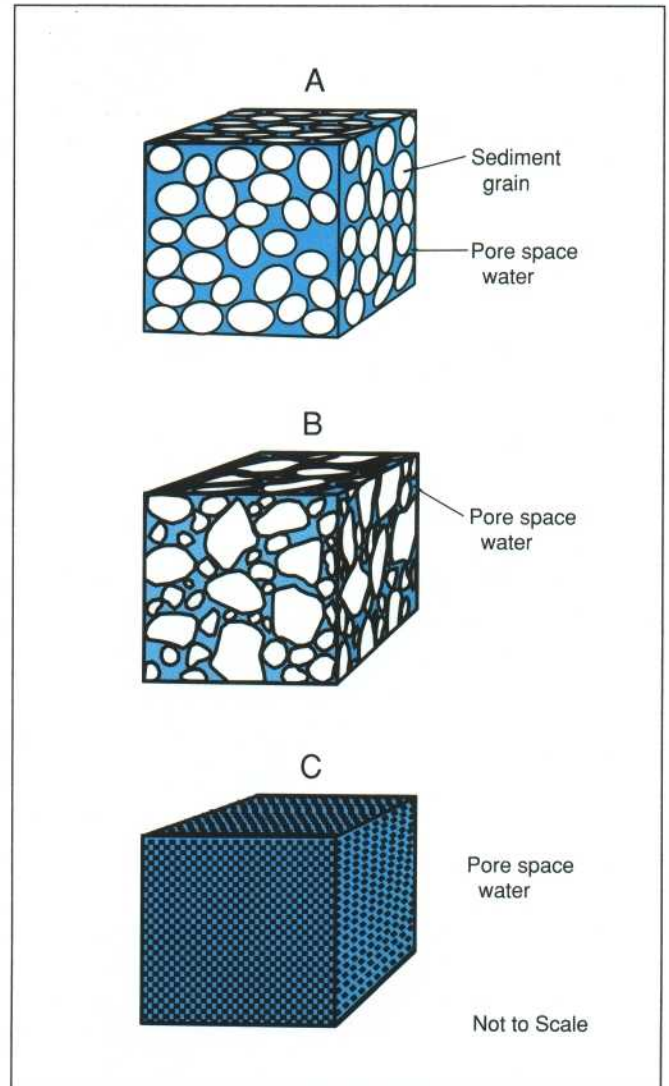 A
Sediment
grain
Pore space
water
B
Pore space
water
C
Pore space
water
Not to Scale